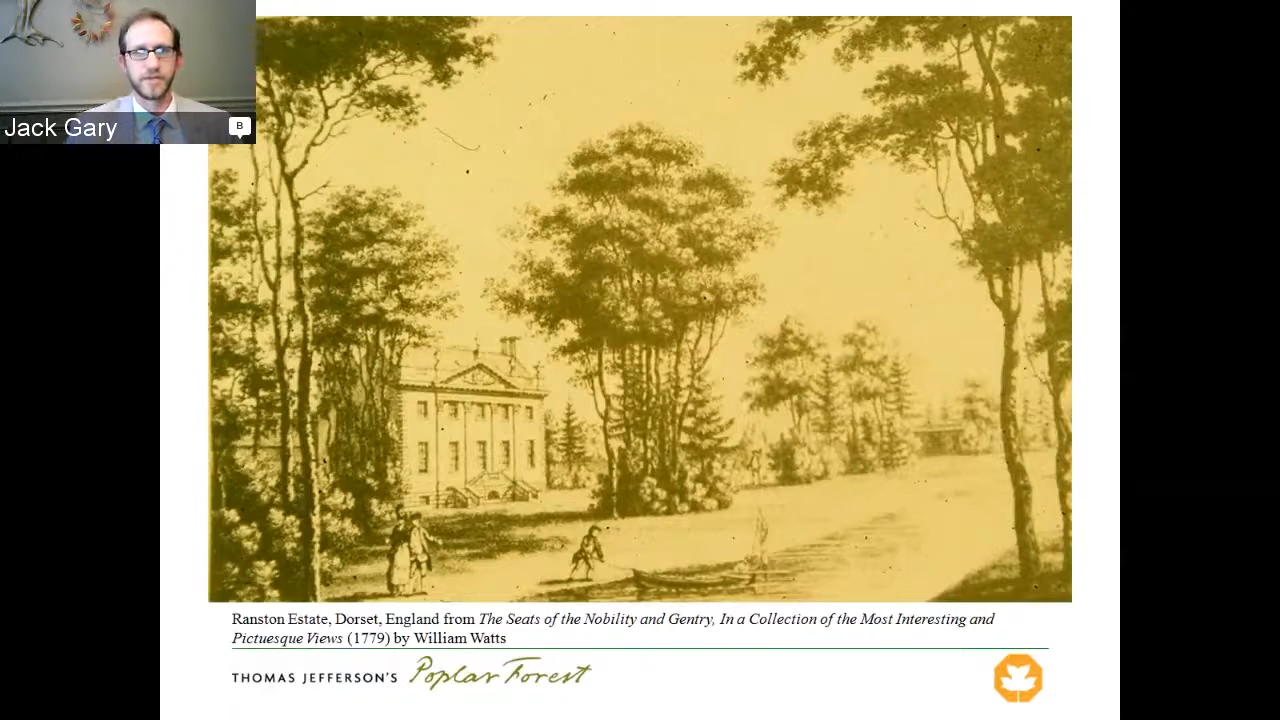 Jack Gary
B
Ranston Estate, Dorset, England from The Seats of the Nobility and Gentry, In a Collection of the Most Interesting and
Pictuesque Views (1779) by William Watts
THOMAS JEFFERSON'S Poplar Forest